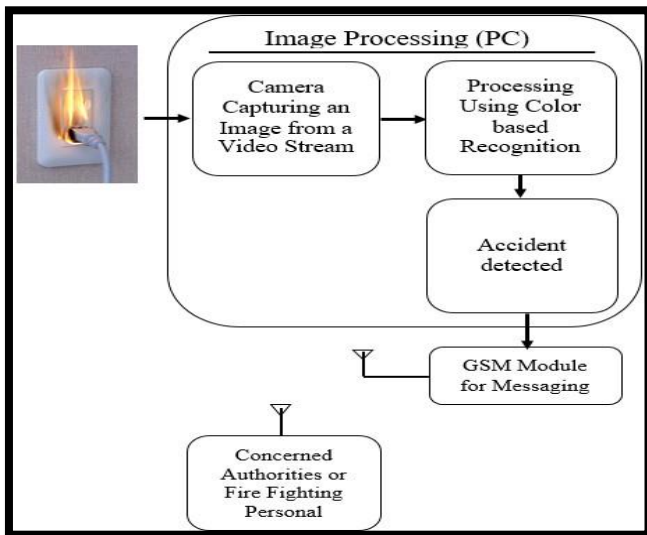 Image Processing (PC)
Camera
Capturing an
Image from a
Video Stream
Processing
Using Color
based
Recognition
Accident
detected
GSM Module
for Messaging
Concerned
Authorities or
Fire Fighting
Personal